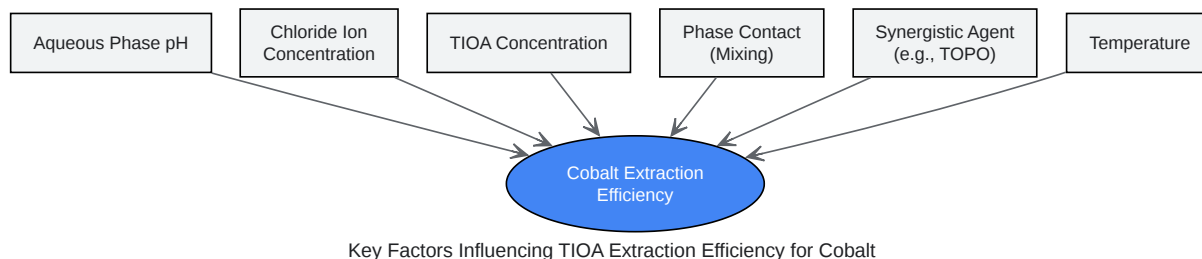 Aqueous Phase pH
Chloride Ion
Concentration
TIOA Concentration
Phase Contact
(Mixing)
Synergistic Agent
(e.g., TOPO)
Temperature
Cobalt Extraction
Efficiency
Key Factors Influencing TIOA Extraction Efficiency for Cobalt